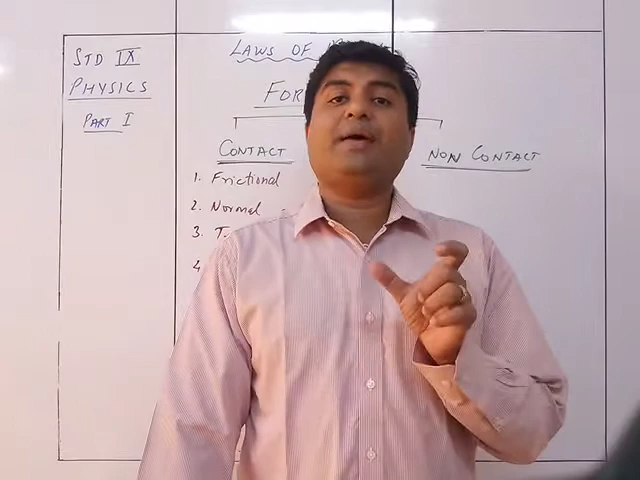 STD IX
PHYSICS
PART I
LAWS OF
FOR
CONTACT
NON CONTACT
1. Frictional
2. Normal
3. T
4